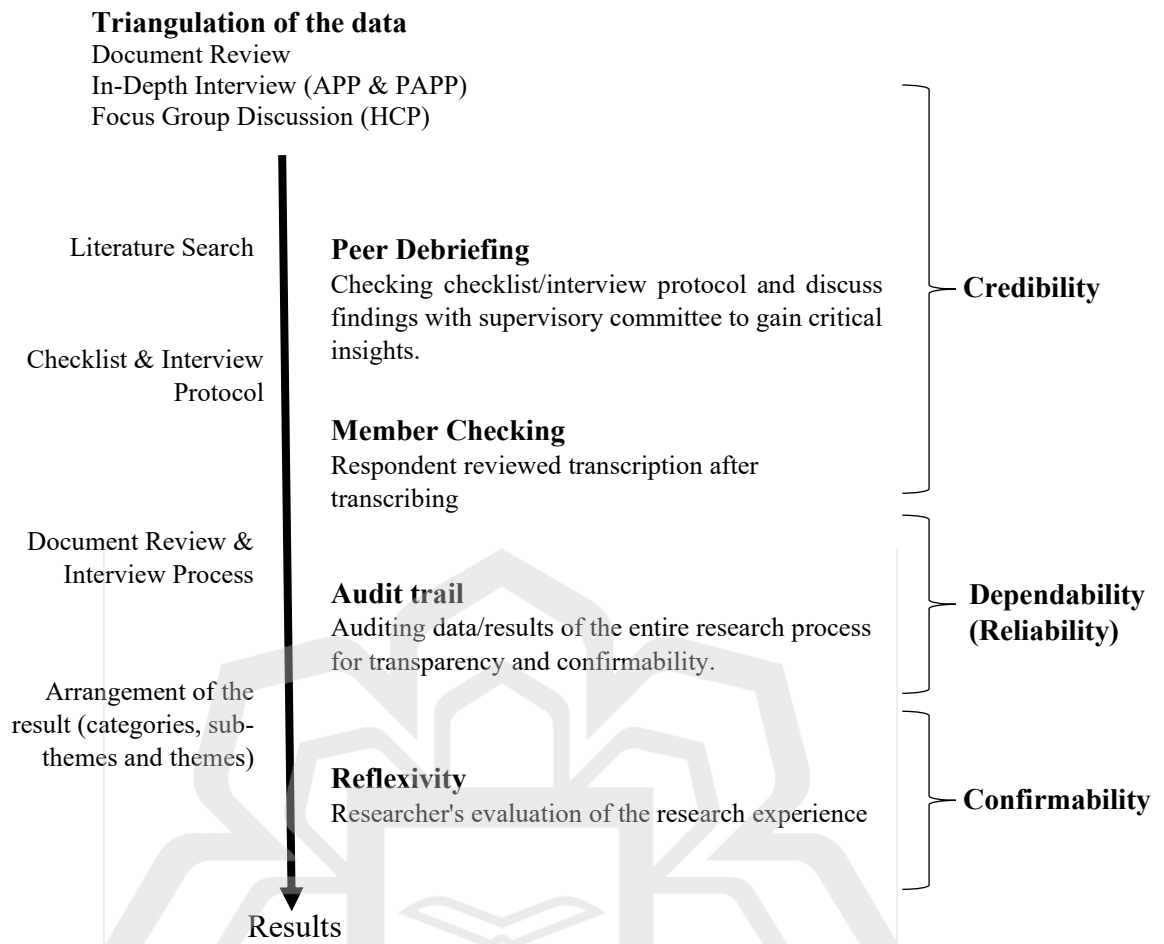 Triangulation of the data
Document Review
In-Depth Interview (APP & PAPP)
Focus Group Discussion (HCP)
Literature Search
Checklist & Interview
Protocol
Document Review &
Interview Process
Arrangement of the
result (categories, sub-
themes and themes)
Results
Peer Debriefing
Checking checklist/interview protocol and discuss
findings with supervisory committee to gain critical
insights.
Member Checking
Respondent reviewed transcription after
transcribing
Audit trail
Auditing data/results of the entire research process
for transparency and confirmability.
Reflexivity
Researcher's evaluation of the research experience
Credibility
Dependability
(Reliability)
Confirmability